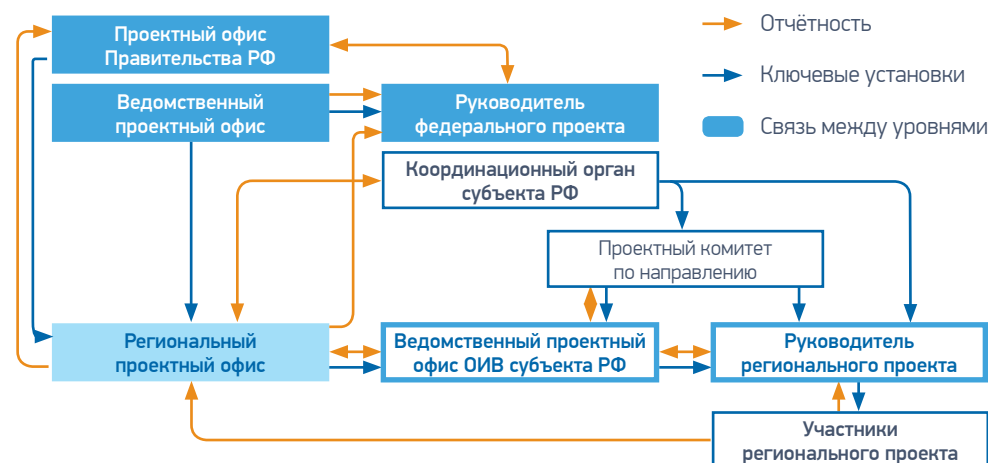 Проектный офис
Правительства РФ
Ведомственный
проектный офис
Руководитель
федерального проекта
Отчётность
Ключевые установки
Связь между уровнями
Координационный орган
субъекта РФ
Проектный комитет
по направлению
Региональный
проектный офис
Ведомственный проектный
офис ОИВ субъекта РФ
Руководитель
регионального проекта
Участники
регионального проекта